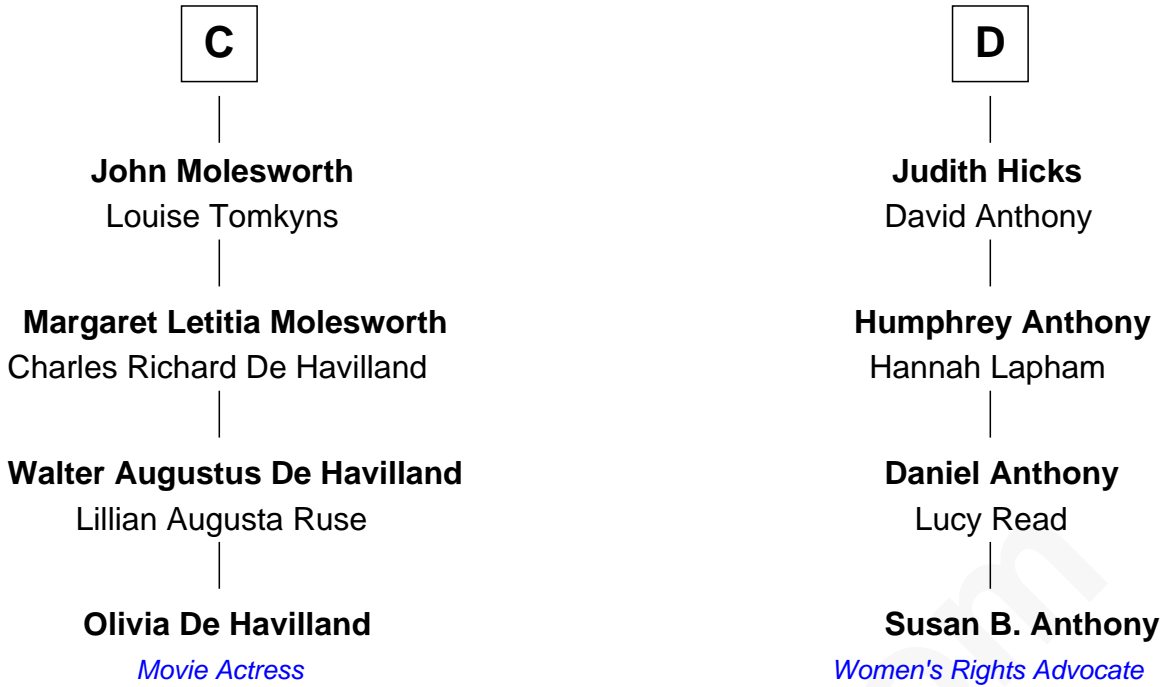 C
John Molesworth
Louise Tomkyns
Margaret Letitia Molesworth
Charles Richard De Havilland
Walter Augustus De Havilland
Lillian Augusta Ruse
Olivia De Havilland
Movie Actress
D
Judith Hicks
David Anthony
Humphrey Anthony
Hannah Lapham
Daniel Anthony
Lucy Read
Susan B. Anthony
Women's Rights Advocate